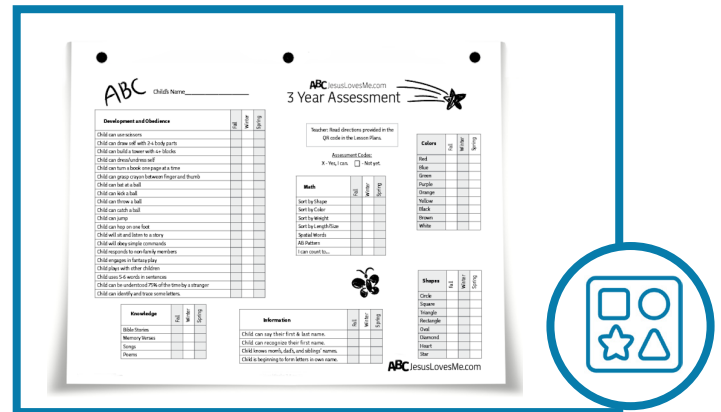 ABC
Child's Name
ABCJesusLovesMe.com
3 Year Assessment
Teacher: Read directions provided in the
QR code in the Lesson Plans
Assessment Codes:
X - Yes, I can. - Not yet.
Development and Obedience
Fall
Winter
Spring
Child can use scissors
Child can draw self with 2-4 body parts
Child can build a tower with 4+ blocks
Child can dress/undress self
Child can turn a book one page at a time
Child can grasp crayon between finger and thumb
Child can bat at a ball
Child can kick a ball
Child can throw a ball
Child can catch a ball
Child can jump
Child can hop on one foot
Child will sit and listen to a story
Child will obey simple commands
Child responds to non-family members
Child engages in fantasy play
Child plays with other children
Child uses 5-6 words in sentences
Child can be understood 75% of the time by a stranger
Child can identify and trace some letters
Math
Fall
Winter
Spring
Sort by Shape
Sort by Color
Sort by Weight
Sort by Length/Size
Spatial Words
AB Pattern
I can count to...
Colors
Fall
Winter
Spring
Red
Blue
Green
Purple
Orange
Yellow
Black
Brown
White
Knowledge
Fall
Winter
Spring
Bible Stories
Memory Verses
Songs
Poems
Information
Fall
Winter
Spring
Child can say their first & last name.
Child can recognize their first name.
Child knows mom's, dad's, and siblings' names.
Child is beginning to form letters in own name.
Shapes
Fall
Winter
Spring
Circle
Square
Triangle
Rectangle
Oval
Diamond
Heart
Star
ABCJesusLovesMe.com